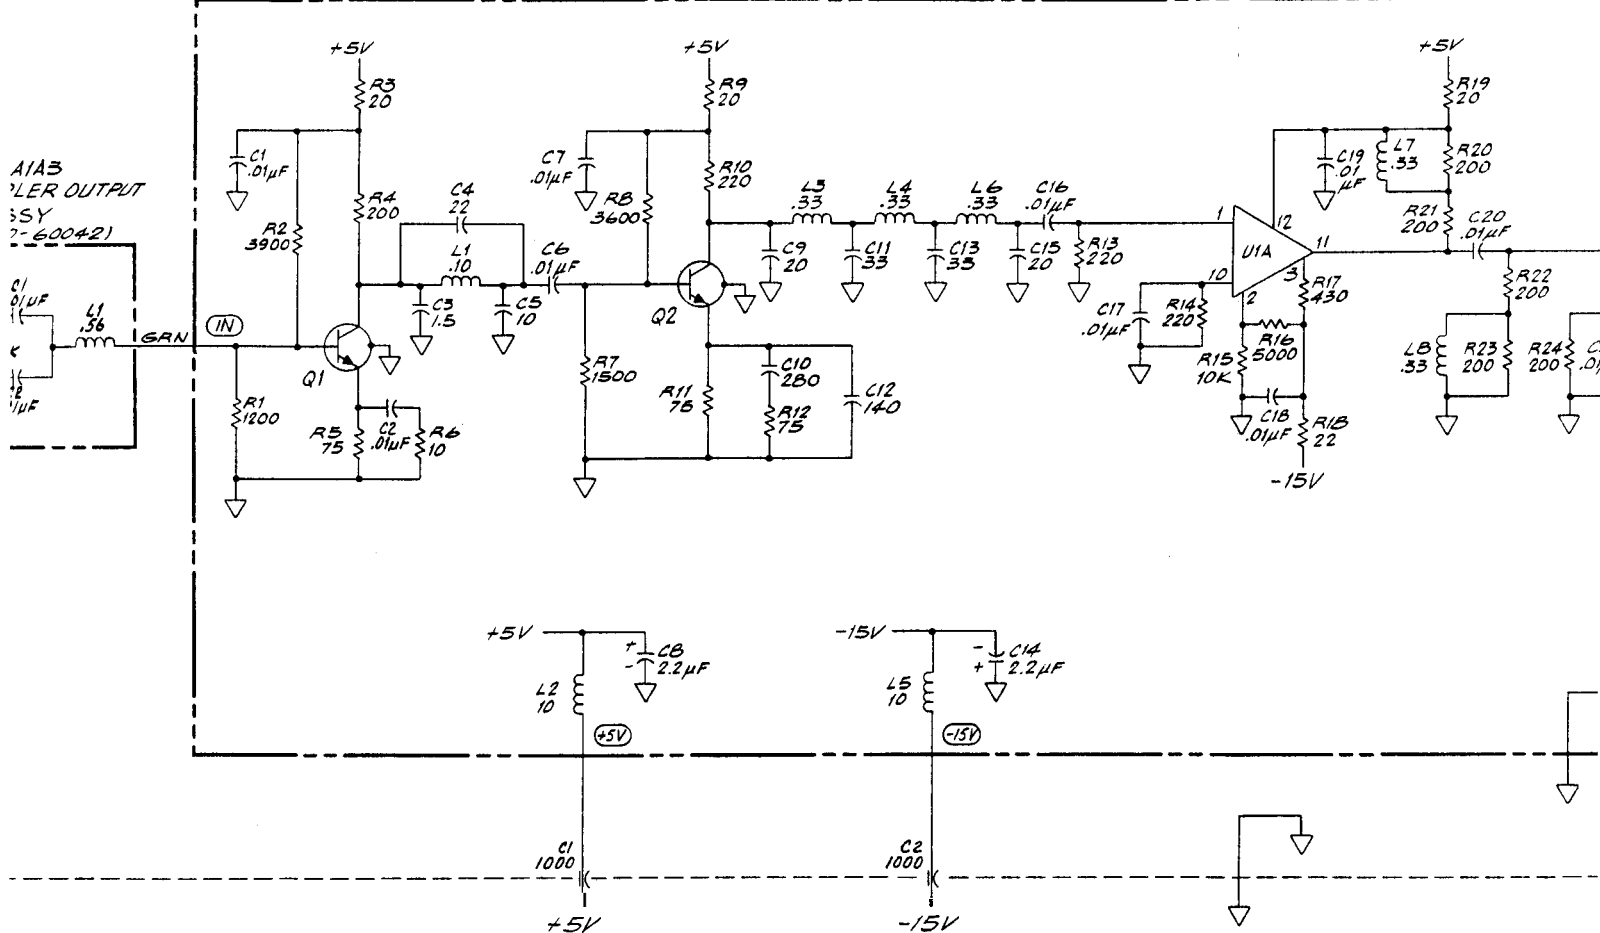 +5V
+5V
+5V
R3
20
R9
20
R19
20
A1A3
PLER OUTPUT
SSY
-60042)
C1
.01µF
C7
.01µF
R10
220
C19
.01
µF
L7
.33
R20
200
R4
200
C4
22
R8
3600
L3
.33
L4
.33
L6
.33
C16
.01µF
1
12
R21
200
C20
.01µF
R2
3900
L1
.10
C6
.01µF
C9
20
C11
33
C13
33
C15
20
R13
220
U1A
11
10
3
2
R17
430
R22
200
C1
01µF
L1
.56
GRN
IN
C3
1.5
C5
10
Q2
C17
.01µF
R14
220
R16
5000
R15
10K
L8
.33
R23
200
R24
200
K
Q1
R7
1500
C10
280
R11
75
R12
75
C12
140
R1
1200
R5
75
C2
.01µF
R6
10
C18
.01µF
R18
22
-15V
+5V
+
-
C8
2.2µF
-15V
-
+
C14
2.2µF
L2
10
L5
10
+5V
-15V
C1
1000
C2
1000
+5V
-15V